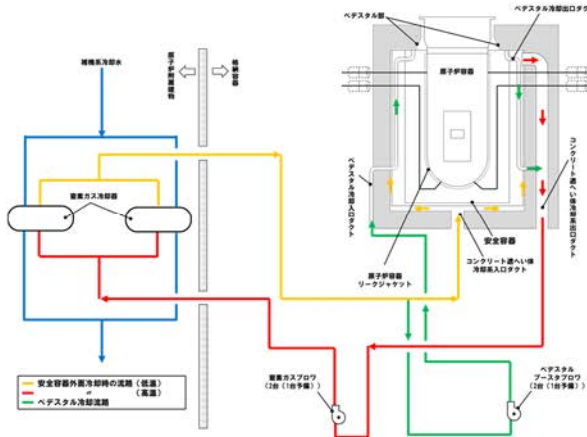 補機系冷却水
原子炉附属建物
格納容器
窒素ガス冷却器
ペデスタル部
ペデスタル冷却出口ダクト
原子炉容器
ペデスタル冷却入口ダクト
コンクリート遮へい体冷却系出口ダクト
安全容器
原子炉容器
リークジャケット
コンクリート遮へい体
冷却系入口ダクト
安全容器外面冷却時の流路（低温）
〃（高温）
ペデスタル冷却流路
窒素ガスブロワ
（2台（1台予備））
ペデスタル
ブースタブロワ
（2台（1台予備））